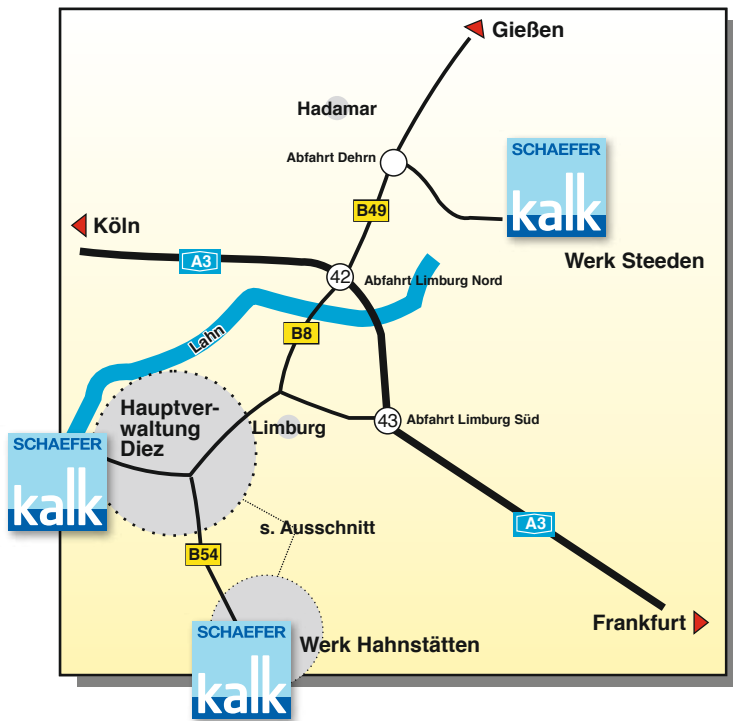 Gießen
Hadamar
Abfahrt Dehrn
SCHAEFER
kalk
B49
Köln
Werk Steeden
A3
42
Abfahrt Limburg Nord
B8
Lahn
Hauptver-
waltung
Diez
Limburg
43
Abfahrt Limburg Süd
SCHAEFER
kalk
s. Ausschnitt
A3
B54
Frankfurt
SCHAEFER
kalk
Werk Hahnstätten